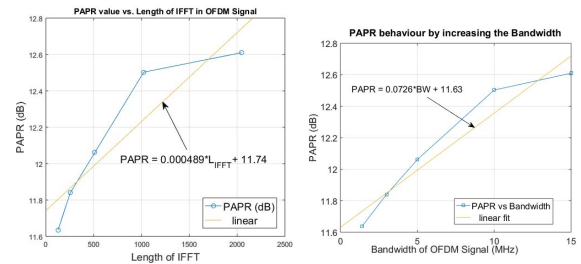 PAPR value vs. Length of IFFT in OFDM Signal
12.8
12.6
12.4
12.2
12
11.8
11.6
PAPR (dB)
PAPR = 0.000489*L_IFFT+ 11.74
PAPR (dB)
linear
0 500 1000 1500 2000 2500
Length of IFFT
PAPR behaviour by increasing the Bandwidth
12.8
12.6
12.4
12.2
12
11.8
11.6
PAPR (dB)
PAPR = 0.0726*BW + 11.63
PAPR vs Bandwidth
linear fit
0 5 10 15
Bandwidth of OFDM Signal (MHz)